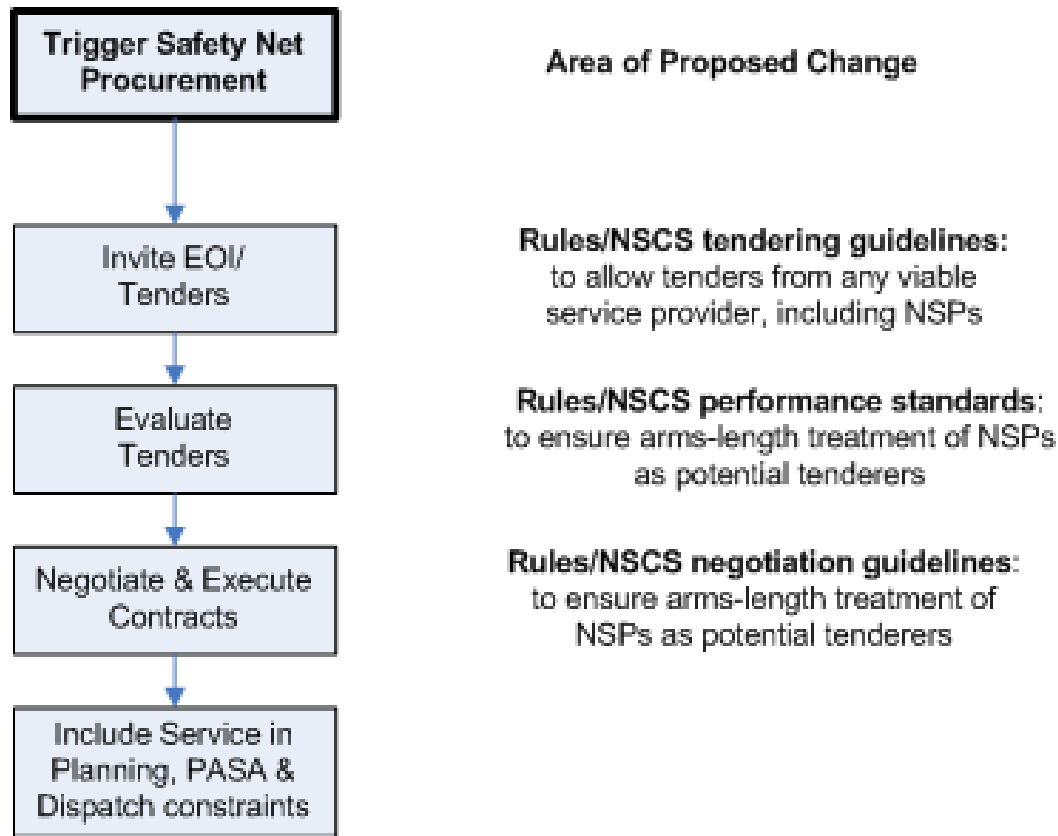 Trigger Safety Net
Procurement
Area of Proposed Change
Invite EOI/
Tenders
Rules/NSCS tendering guidelines:
to allow tenders from any viable
service provider, including NSPs
Evaluate
Tenders
Rules/NSCS performance standards:
to ensure arms-length treatment of NSPs
as potential tenderers
Negotiate & Execute
Contracts
Rules/NSCS negotiation guidelines:
to ensure arms-length treatment of
NSPs as potential tenderers
Include Service in
Planning, PASA &
Dispatch constraints